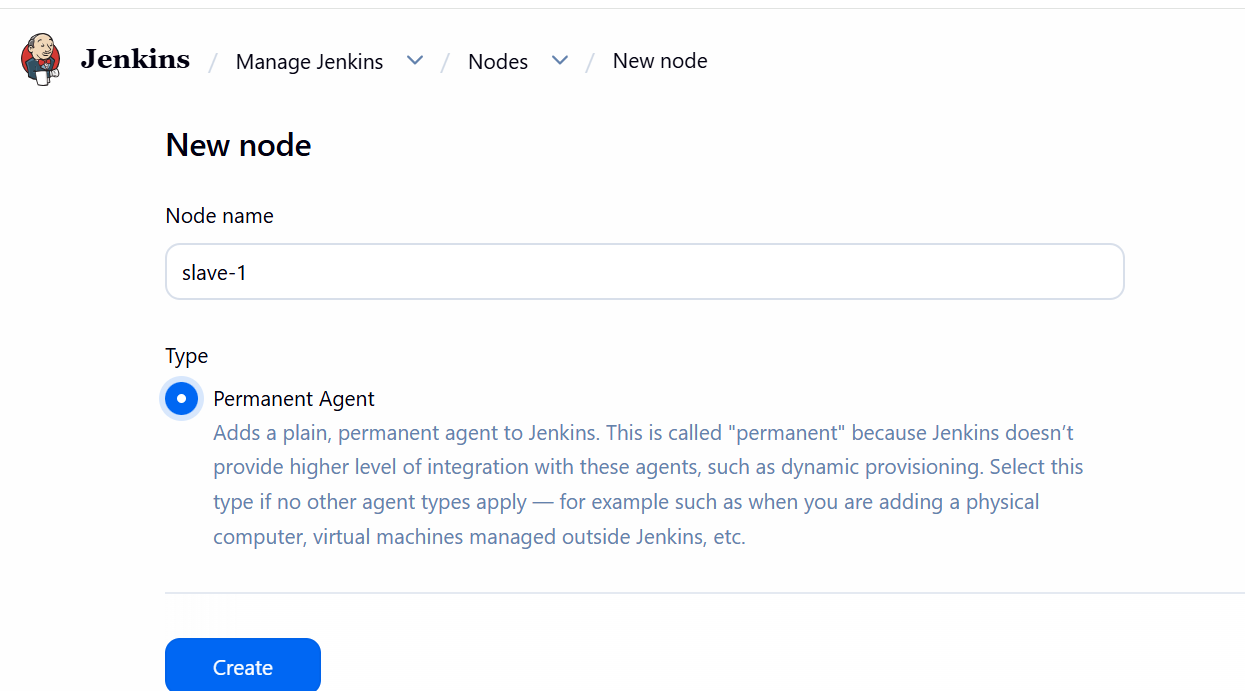 Jenkins / Manage Jenkins / Nodes / New node
New node
Node name
slave-1
Type
Permanent Agent
Adds a plain, permanent agent to Jenkins. This is called "permanent" because Jenkins doesn’t
provide higher level of integration with these agents, such as dynamic provisioning. Select this
type if no other agent types apply — for example such as when you are adding a physical
computer, virtual machines managed outside Jenkins, etc.
Create